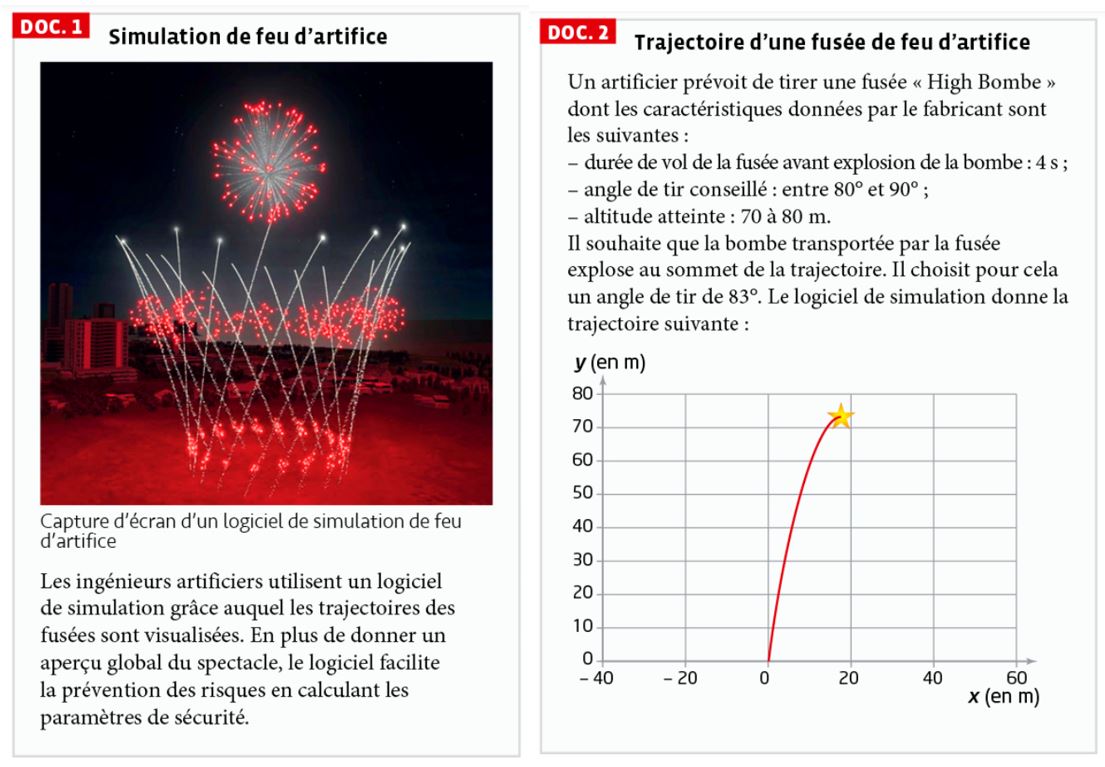 DOC. 1
Simulation de feu d'artifice
Capture d'écran d'un logiciel de simulation de feu
d'artifice
Les ingénieurs artificiers utilisent un logiciel
de simulation grâce auquel les trajectoires des
fusées sont visualisées. En plus de donner un
aperçu global du spectacle, le logiciel facilite
la prévention des risques en calculant les
paramètres de sécurité.
DOC. 2
Trajectoire d'une fusée de feu d'artifice
Un artificier prévoit de tirer une fusée « High Bombe »
dont les caractéristiques données par le fabricant sont
les suivantes :
– durée de vol de la fusée avant explosion de la bombe : 4 s ;
– angle de tir conseillé : entre 80° et 90° ;
– altitude atteinte : 70 à 80 m.
Il souhaite que la bombe transportée par la fusée
explose au sommet de la trajectoire. Il choisit pour cela
un angle de tir de 83°. Le logiciel de simulation donne la
trajectoire suivante :
y (en m)
80
70
60
50
40
30
20
10
0
– 40 – 20 0 20 40 60
x (en m)